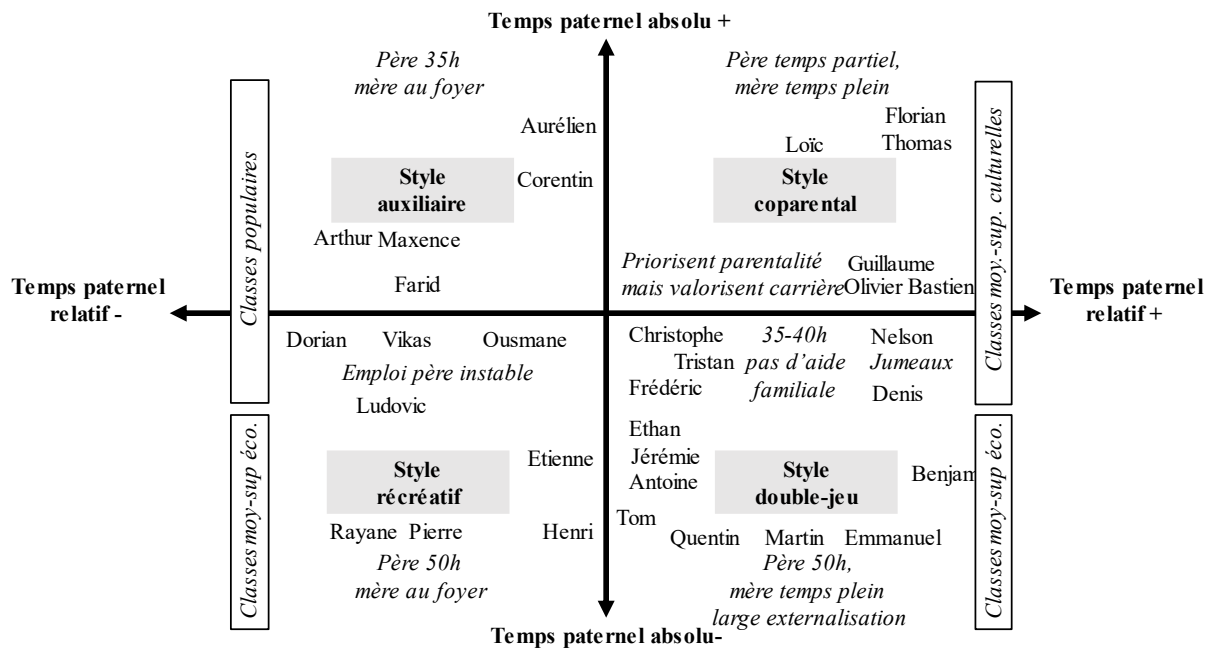 Temps paternel absolu +
Père 35h
mère au foyer
Père temps partiel,
mère temps plein
Aurélien
Florian
Loïc
Thomas
Style
auxiliaire
Corentin
Style
coparental
Classes populaires
Classes moy.-sup. culturelles
Arthur Maxence
Farid
Priorisent parentalité
mais valorisent carrière
Guillaume
Olivier Bastien
Temps paternel
relatif -
Temps paternel
relatif +
Dorian Vikas Ousmane
Emploi père instable
Ludovic
Christophe
Tristan
Frédéric
35-40h
pas d'aide
familiale
Nelson
Jumeaux
Denis
Classes moy-sup éco.
Classes moy-sup éco.
Etienne
Style
récréatif
Ethan
Jérémie
Antoine
Style
double-jeu
Benjam
Rayane Pierre
Henri
Tom
Quentin Martin Emmanuel
Père 50h
mère au foyer
Père 50h,
mère temps plein
large externalisation
Temps paternel absolu-